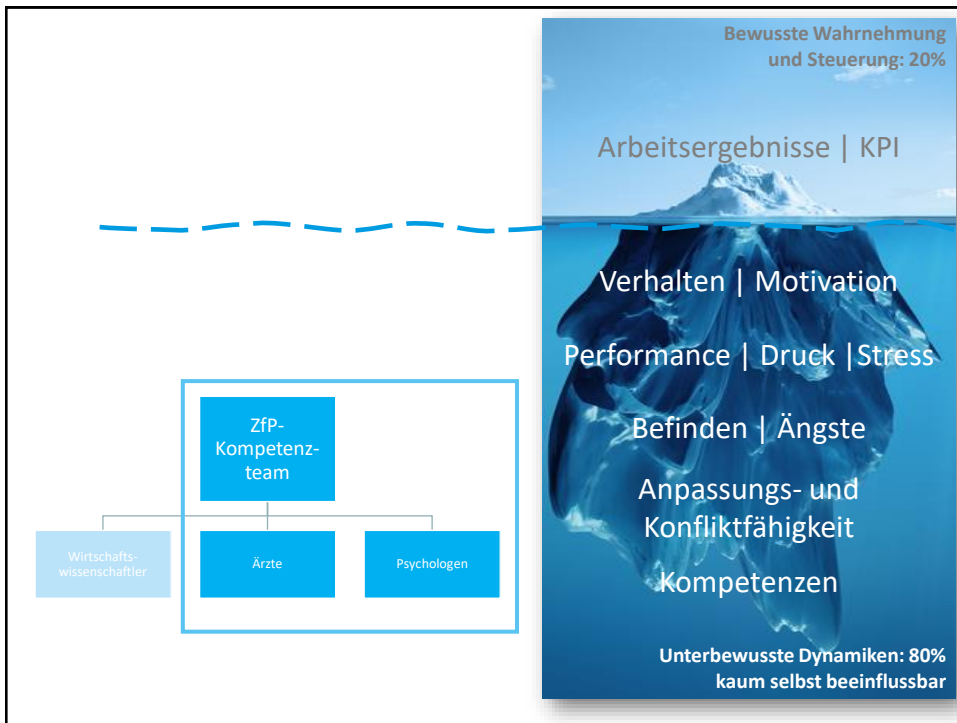 Bewusste Wahrnehmung
und Steuerung: 20%
Arbeitsergebnisse | KPI
Verhalten | Motivation
Performance | Druck |Stress
Befinden | Ängste
Anpassungs- und
Konfliktfähigkeit
Kompetenzen
Unterbewusste Dynamiken: 80%
kaum selbst beeinflussbar
ZfP-
Kompetenz-
team
Wirtschafts-
wissenschaftler
Ärzte
Psychologen